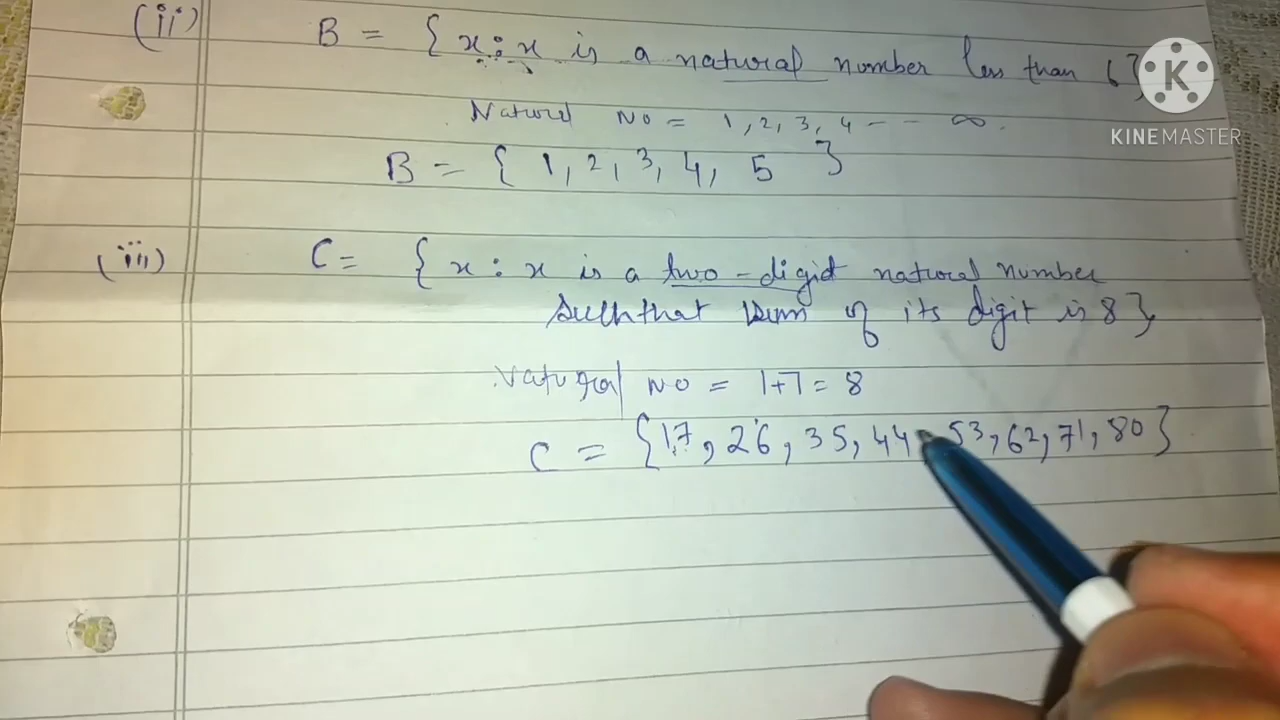 (ii) B = { x : x is a natural number less than 6 }
Natural no = 1, 2, 3, 4 - - ∞.
B = { 1, 2, 3, 4, 5 }
(iii) C = { x : x is a two-digid natural number
Such that sum of its digit is 8 }
Natural no = 1+7 = 8
C = { 17, 26, 35, 44, 53, 62, 71, 80 }
K
KINEMASTER